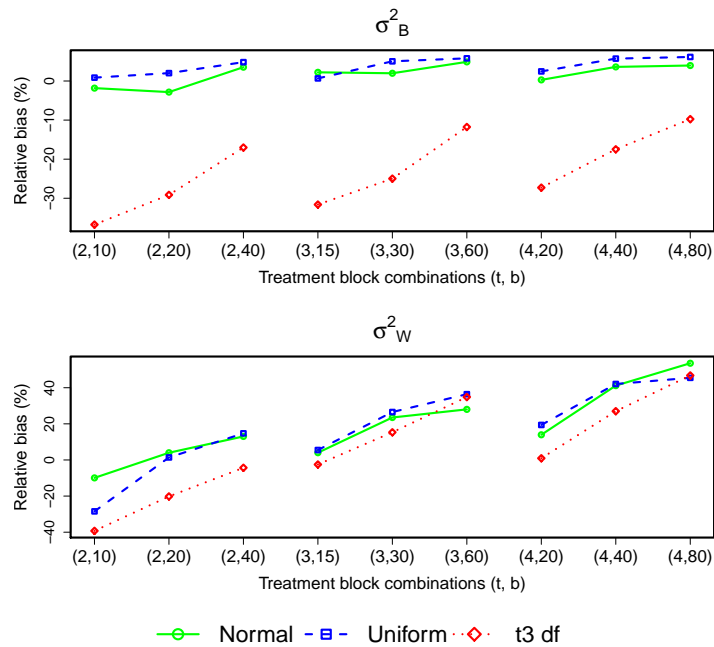 σ²B
Relative bias (%)
0
−10
−20
−30
(2,10) (2,20) (2,40) (3,15) (3,30) (3,60) (4,20) (4,40) (4,80)
Treatment block combinations (t, b)
σ²W
Relative bias (%)
40
20
0
−20
−40
(2,10) (2,20) (2,40) (3,15) (3,30) (3,60) (4,20) (4,40) (4,80)
Treatment block combinations (t, b)
Normal Uniform t3 df